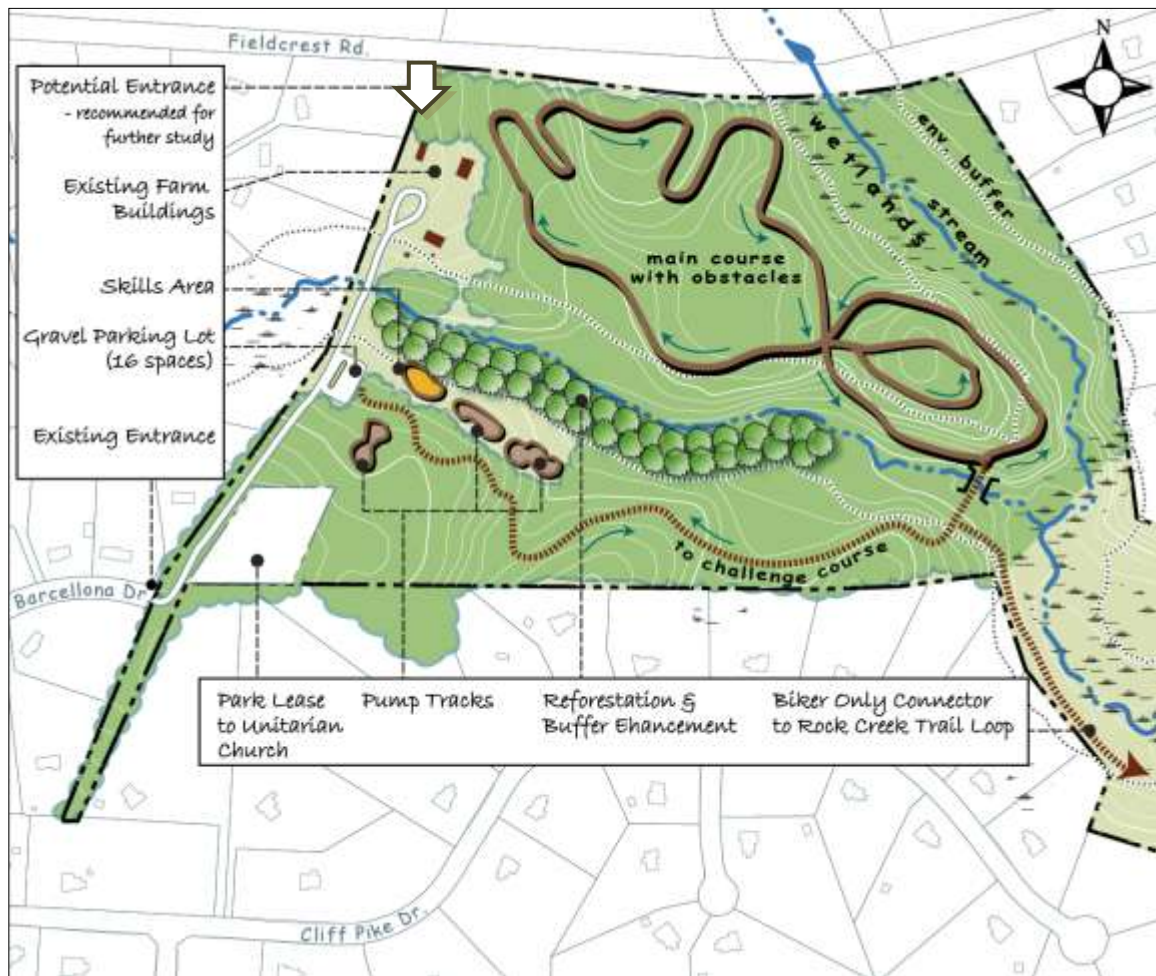 Fieldcrest Rd.
N
Potential Entrance
- recommended for
further study
Existing Farm
Buildings
Skills Area
Gravel Parking Lot
(16 spaces)
Existing Entrance
wetlands
stream
env. buffer
main course
with obstacles
to challenge course
Barcellona Dr
Park Lease
to Unitarian
Church
Pump Tracks
Reforestation &
Buffer Ehancement
Biker Only Connector
to Rock Creek Trail Loop
Cliff Pike Dr.